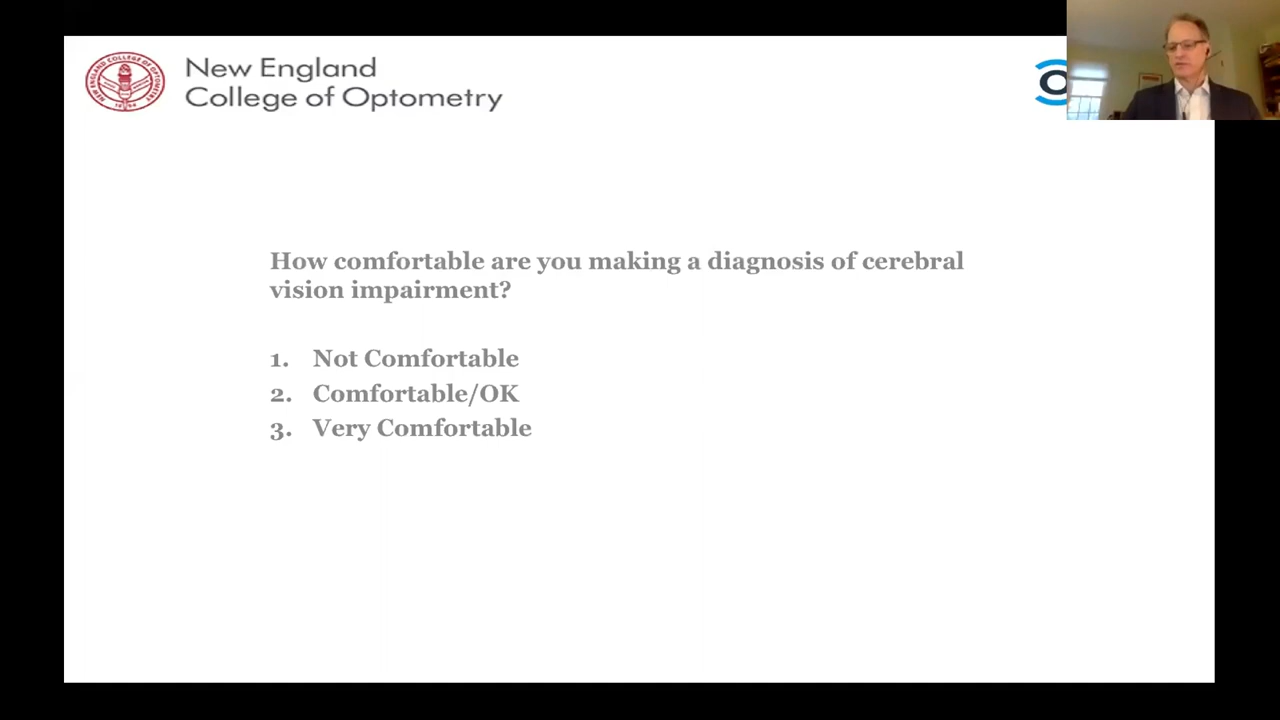 New England
College of Optometry
How comfortable are you making a diagnosis of cerebral
vision impairment?
1. Not Comfortable
2. Comfortable/OK
3. Very Comfortable